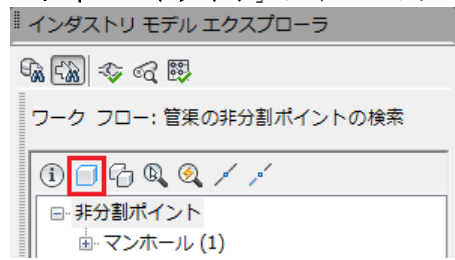 インダストリ モデル エクスプローラ
ワーク フロー: 管渠の非分割ポイントの検索
非分割ポイント
マンホール (1)